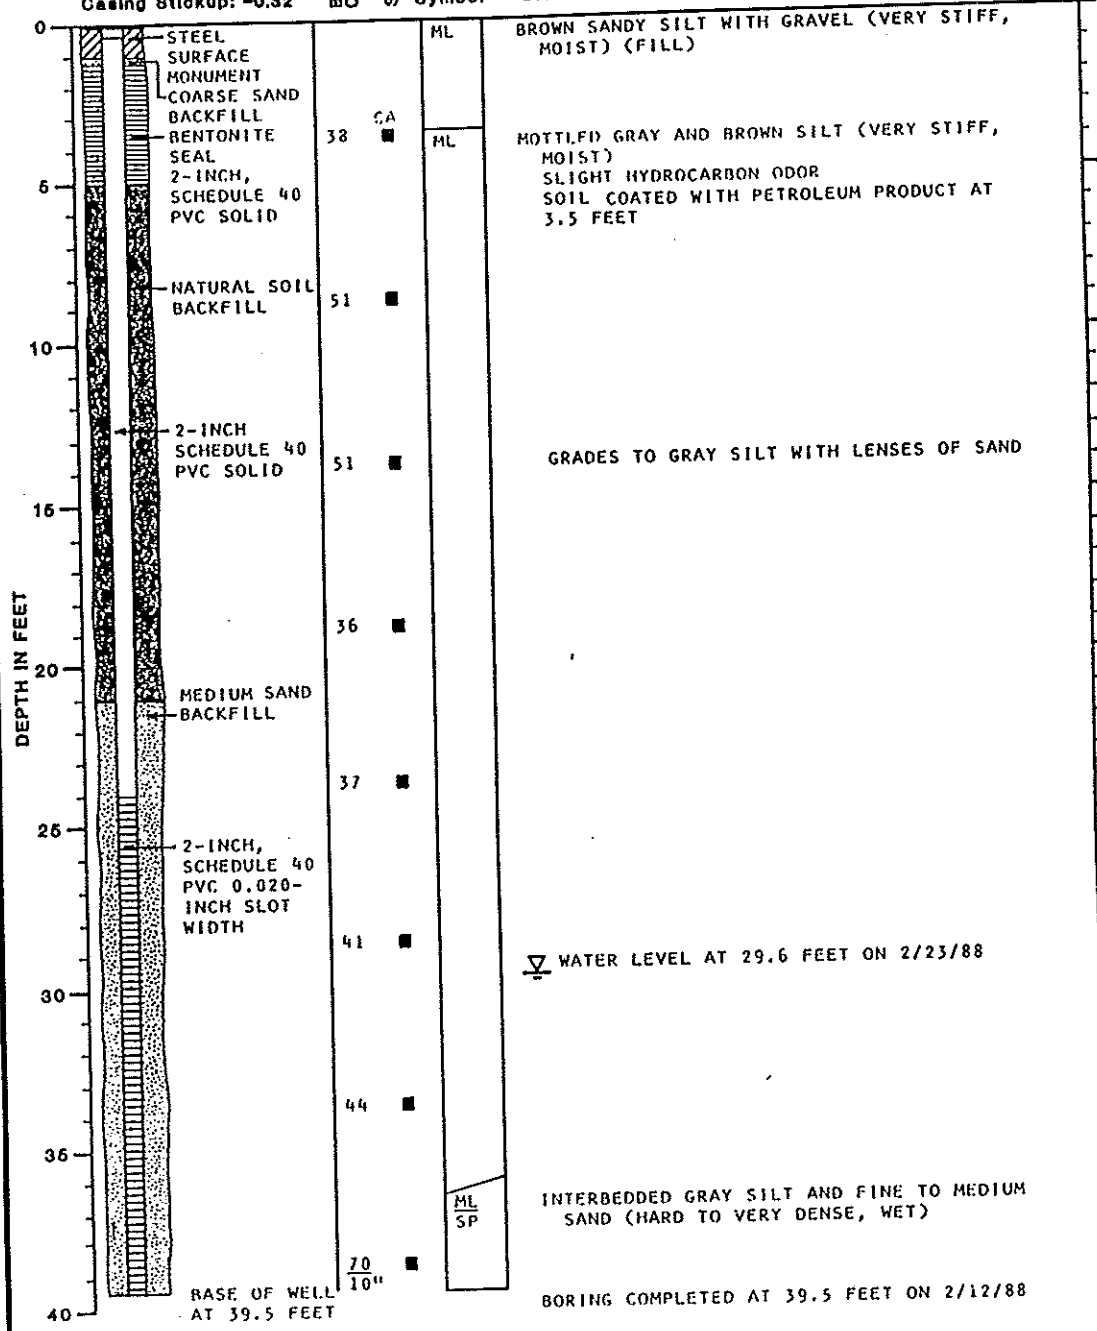 Casing Stickup: -0.32
Symbol
0
STEEL
SURFACE
MONUMENT
COARSE SAND
BACKFILL
BENTONITE
SEAL
2-INCH,
SCHEDULE 40
PVC SOLID
5
NATURAL SOIL
BACKFILL
10
2-INCH
SCHEDULE 40
PVC SOLID
15
DEPTH IN FEET
20
MEDIUM SAND
BACKFILL
25
2-INCH,
SCHEDULE 40
PVC 0.020-
INCH SLOT
WIDTH
30
35
BASE OF WELL
AT 39.5 FEET
40
CA
38
51
51
36
37
41
44
70
10"
ML
BROWN SANDY SILT WITH GRAVEL (VERY STIFF,
MOIST) (FILL)
ML
MOTTLED GRAY AND BROWN SILT (VERY STIFF,
MOIST)
SLIGHT HYDROCARBON ODOR
SOIL COATED WITH PETROLEUM PRODUCT AT
3.5 FEET
GRADES TO GRAY SILT WITH LENSES OF SAND
WATER LEVEL AT 29.6 FEET ON 2/23/88
ML
SP
INTERBEDDED GRAY SILT AND FINE TO MEDIUM
SAND (HARD TO VERY DENSE, WET)
BORING COMPLETED AT 39.5 FEET ON 2/12/88